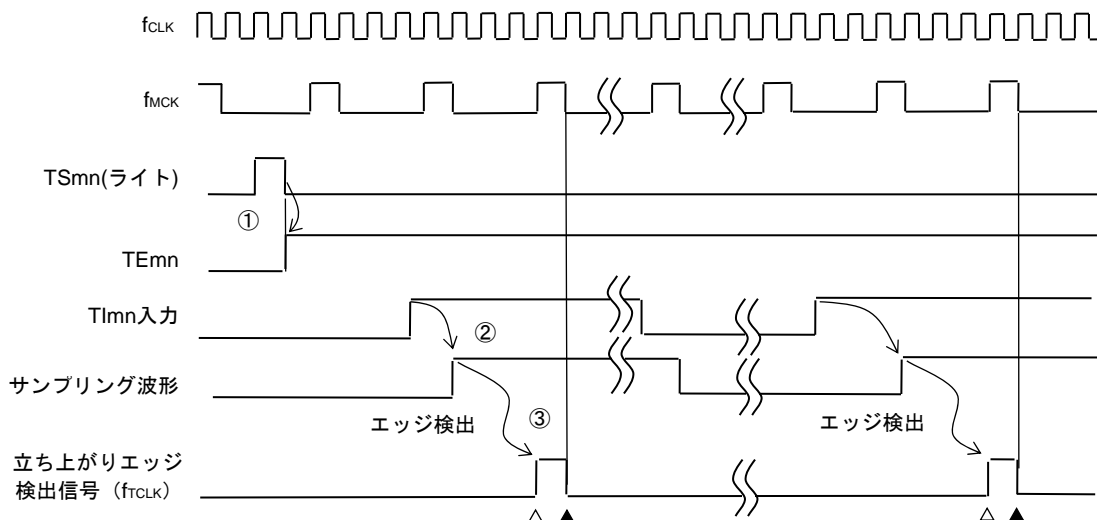 fCLK
fMCK
TSmn(ライト)
①
TEmn
TImn入力
②
サンプリング波形
エッジ検出
③
エッジ検出
立ち上がりエッジ
検出信号（fTCLK）
△
▲
△
▲